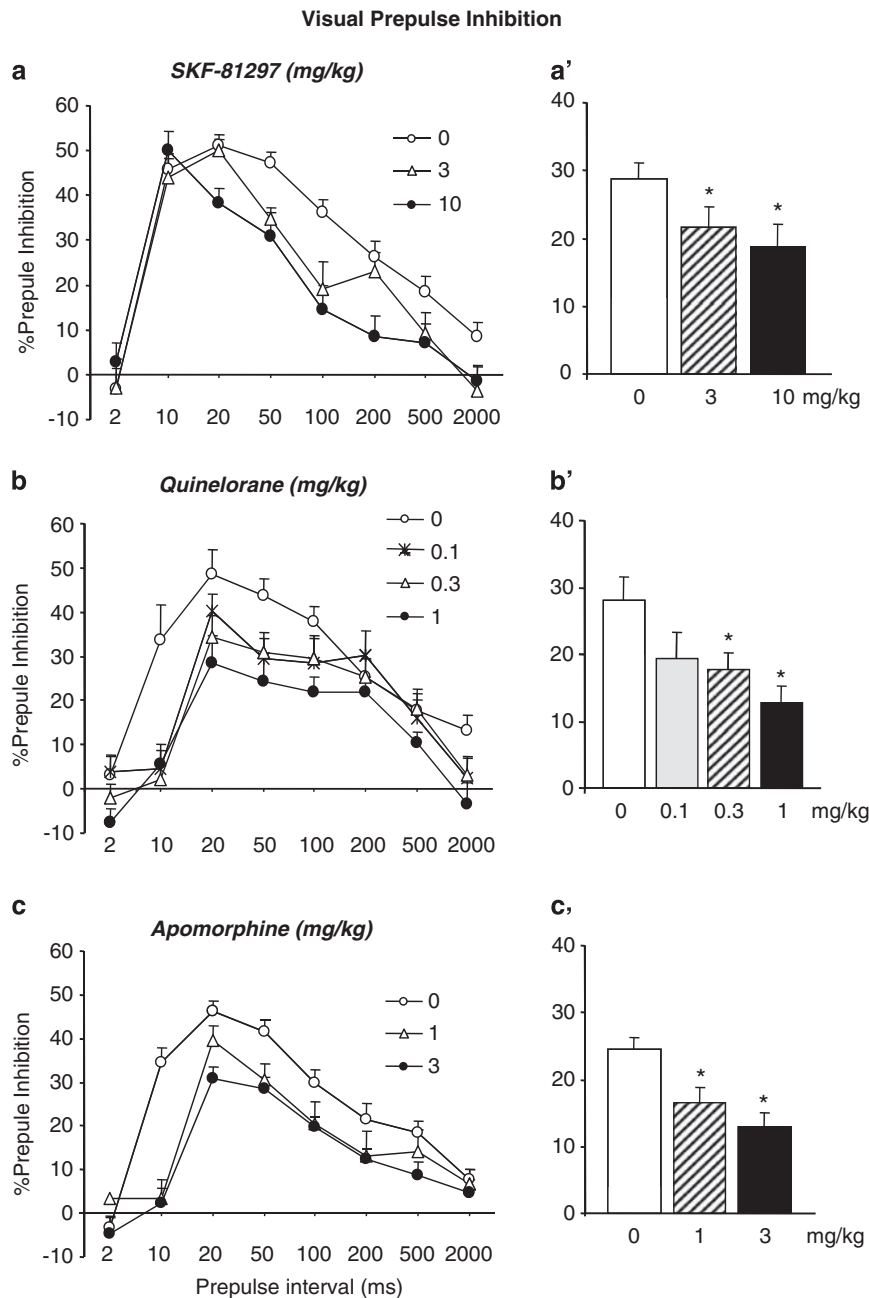 Visual Prepulse Inhibition
a
SKF-81297 (mg/kg)
%Prepule Inhibition
60
50
40
30
20
10
0
-10
0
3
10
2 10 20 50 100 200 500 2000
a'
40
30
20
10
0
*
*
0 3 10 mg/kg
b
Quinelorane (mg/kg)
%Prepule Inhibition
60
50
40
30
20
10
0
-10
0
0.1
0.3
1
2 10 20 50 100 200 500 2000
b'
40
30
20
10
0
*
*
0 0.1 0.3 1 mg/kg
c
Apomorphine (mg/kg)
%Prepule Inhibition
60
50
40
30
20
10
0
-10
0
1
3
2 10 20 50 100 200 500 2000
Prepulse interval (ms)
c'
40
30
20
10
0
*
*
0 1 3 mg/kg